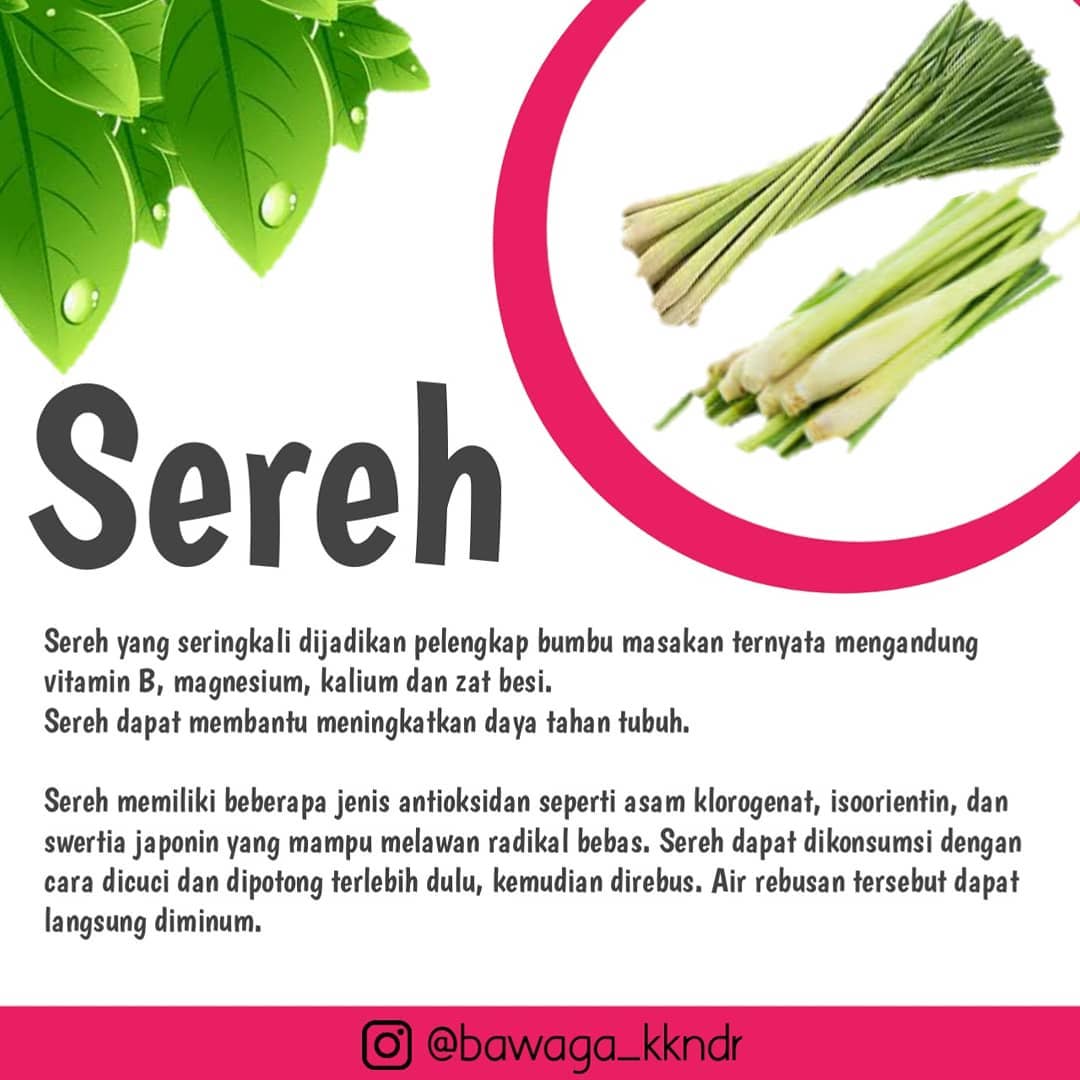 Sereh
Sereh yang seringkali dijadikan pelengkap bumbu masakan ternyata mengandung
vitamin B, magnesium, kalium dan zat besi.
Sereh dapat membantu meningkatkan daya tahan tubuh.
Sereh memiliki beberapa jenis antioksidan seperti asam klorogenat, isoorientin, dan
swertia japonin yang mampu melawan radikal bebas. Sereh dapat dikonsumsi dengan
cara dicuci dan dipotong terlebih dulu, kemudian direbus. Air rebusan tersebut dapat
langsung diminum.
@bawaga_kkndr